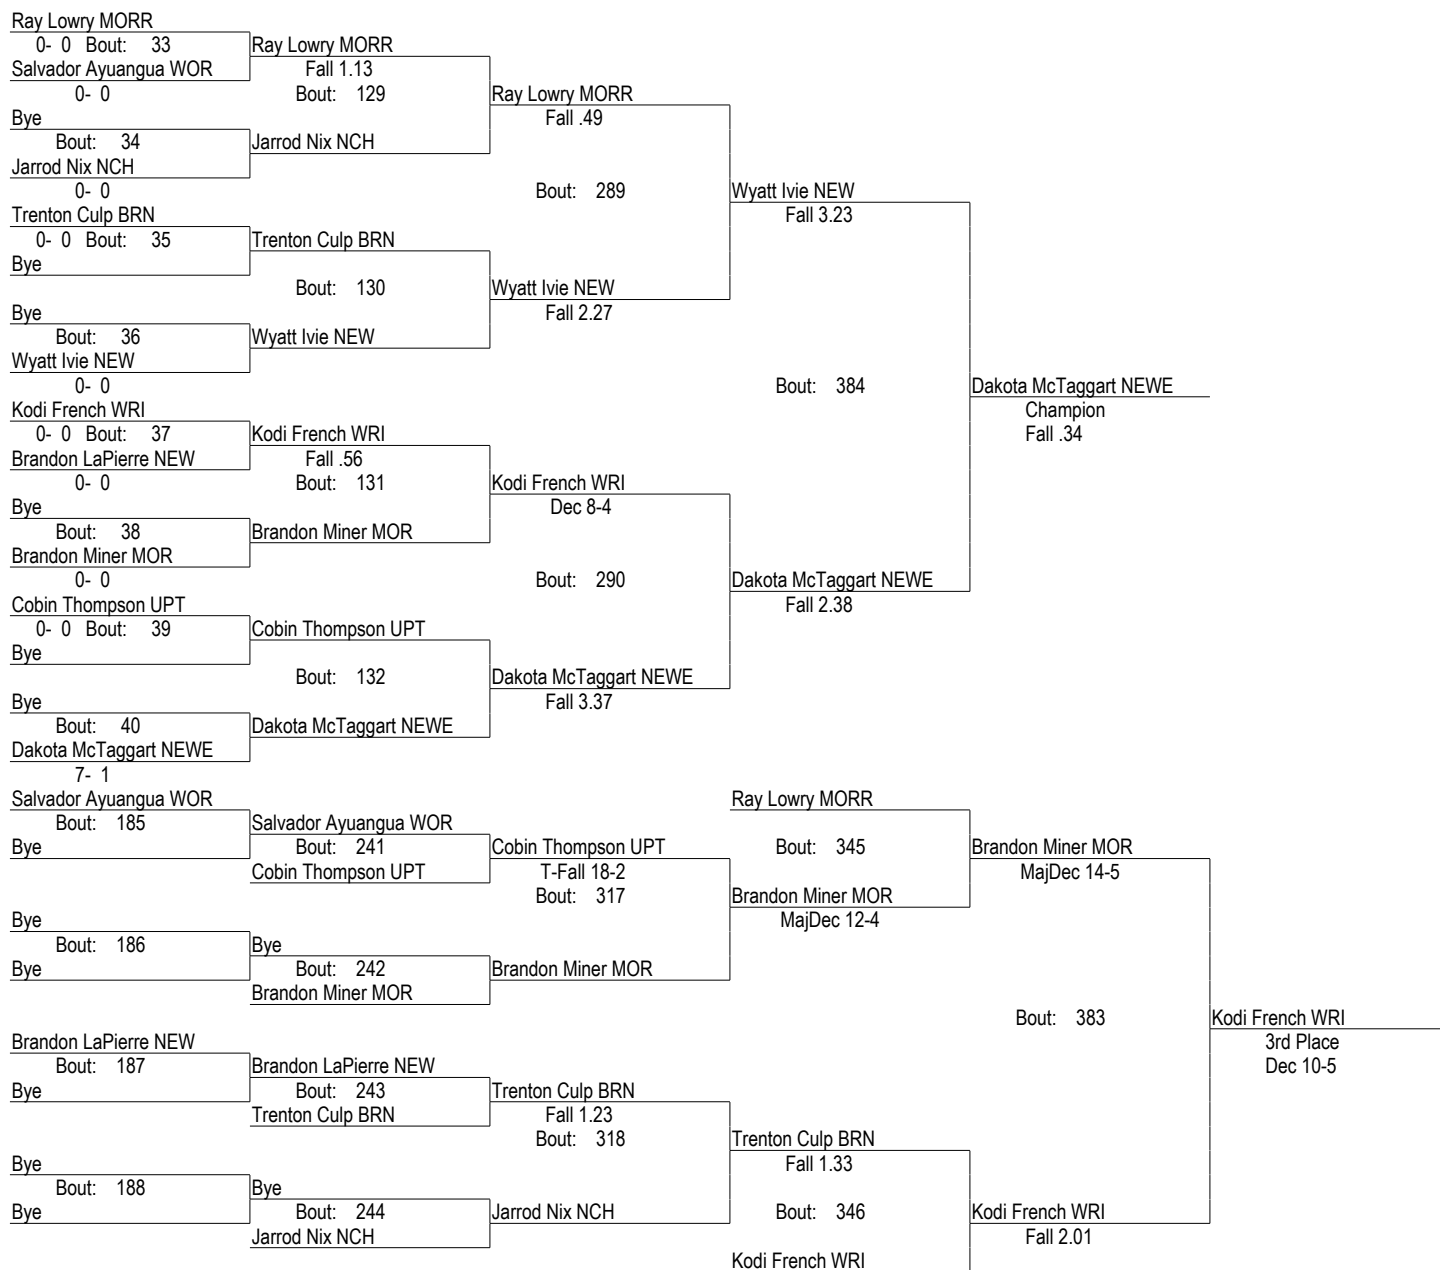 Ray Lowry MORR
0- 0 Bout: 33 Ray Lowry MORR
Salvador Ayuangua WOR Fall 1.13
0- 0 Bout: 129 Ray Lowry MORR
Bye Fall .49
Bout: 34 Jarrod Nix NCH
Jarrod Nix NCH
0- 0 Bout: 289 Wyatt Ivie NEW
Trenton Culp BRN Fall 3.23
0- 0 Bout: 35 Trenton Culp BRN
Bye
Bout: 130 Wyatt Ivie NEW
Bye Fall 2.27
Bout: 36 Wyatt Ivie NEW
Wyatt Ivie NEW
0- 0 Bout: 384 Dakota McTaggart NEWE
Kodi French WRI Champion
0- 0 Bout: 37 Kodi French WRI Fall .34
Brandon LaPierre NEW Fall .56
0- 0 Bout: 131 Kodi French WRI
Bye Dec 8-4
Bout: 38 Brandon Miner MOR
Brandon Miner MOR
0- 0 Bout: 290 Dakota McTaggart NEWE
Cobin Thompson UPT Fall 2.38
0- 0 Bout: 39 Cobin Thompson UPT
Bye
Bout: 132 Dakota McTaggart NEWE
Bye Fall 3.37
Bout: 40 Dakota McTaggart NEWE
Dakota McTaggart NEWE
7- 1
Salvador Ayuangua WOR Ray Lowry MORR
Bout: 185 Salvador Ayuangua WOR
Bye Bout: 241 Cobin Thompson UPT Bout: 345 Brandon Miner MOR
Cobin Thompson UPT T-Fall 18-2 MajDec 14-5
Bout: 317 Brandon Miner MOR
Bye MajDec 12-4
Bout: 186 Bye
Bye Bout: 242 Brandon Miner MOR
Brandon Miner MOR
Bout: 383 Kodi French WRI
Brandon LaPierre NEW 3rd Place
Bout: 187 Brandon LaPierre NEW Dec 10-5
Bye Bout: 243 Trenton Culp BRN
Trenton Culp BRN Fall 1.23
Bout: 318 Trenton Culp BRN
Bye Fall 1.33
Bout: 188 Bye
Bye Bout: 244 Jarrod Nix NCH Bout: 346 Kodi French WRI
Jarrod Nix NCH Fall 2.01
Kodi French WRI